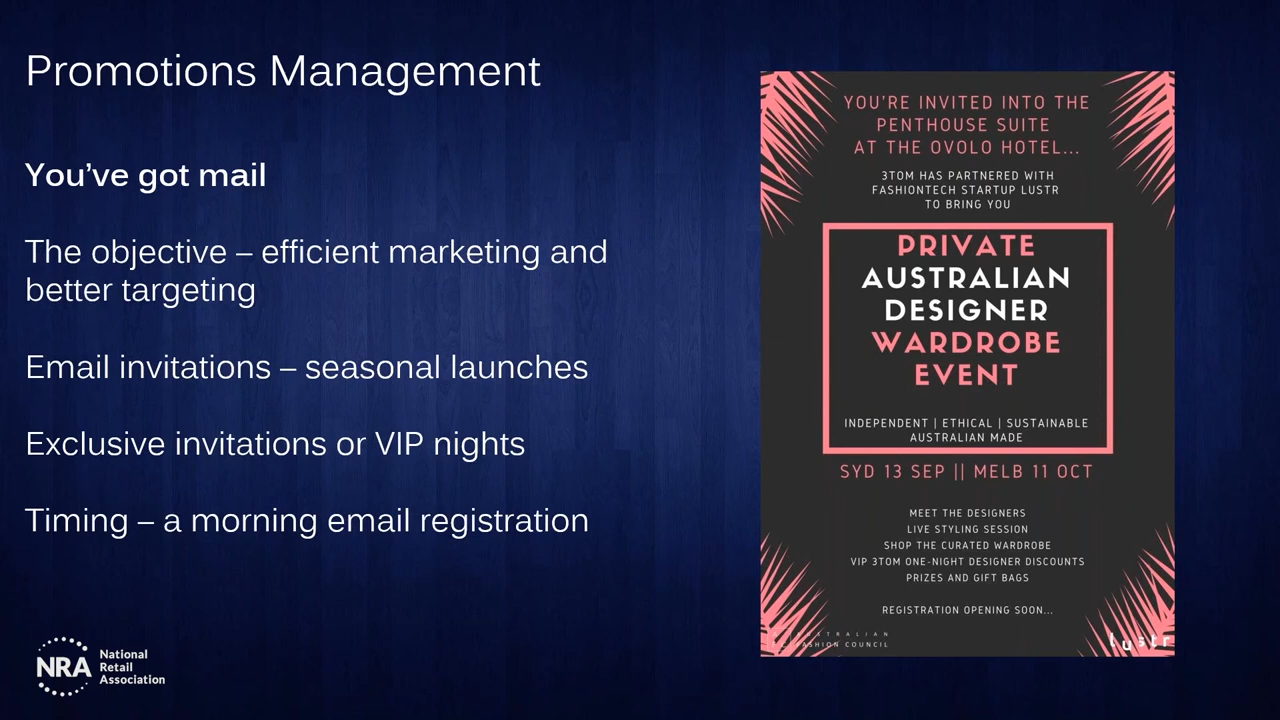 Promotions Management
You’ve got mail
The objective – efficient marketing and
better targeting
Email invitations – seasonal launches
Exclusive invitations or VIP nights
Timing – a morning email registration
NRA
National
Retail
Association
YOU'RE INVITED INTO THE
PENTHOUSE SUITE
AT THE OVOLO HOTEL...
3TOM HAS PARTNERED WITH
FASHIONTECH STARTUP LUSTR
TO BRING YOU
PRIVATE
AUSTRALIAN
DESIGNER
WARDROBE
EVENT
INDEPENDENT | ETHICAL | SUSTAINABLE
AUSTRALIAN MADE
SYD 13 SEP || MELB 11 OCT
MEET THE DESIGNERS
LIVE STYLING SESSION
SHOP THE CURATED WARDROBE
VIP 3TOM ONE-NIGHT DESIGNER DISCOUNTS
PRIZES AND GIFT BAGS
REGISTRATION OPENING SOON...
FASHION COUNCIL
lustr